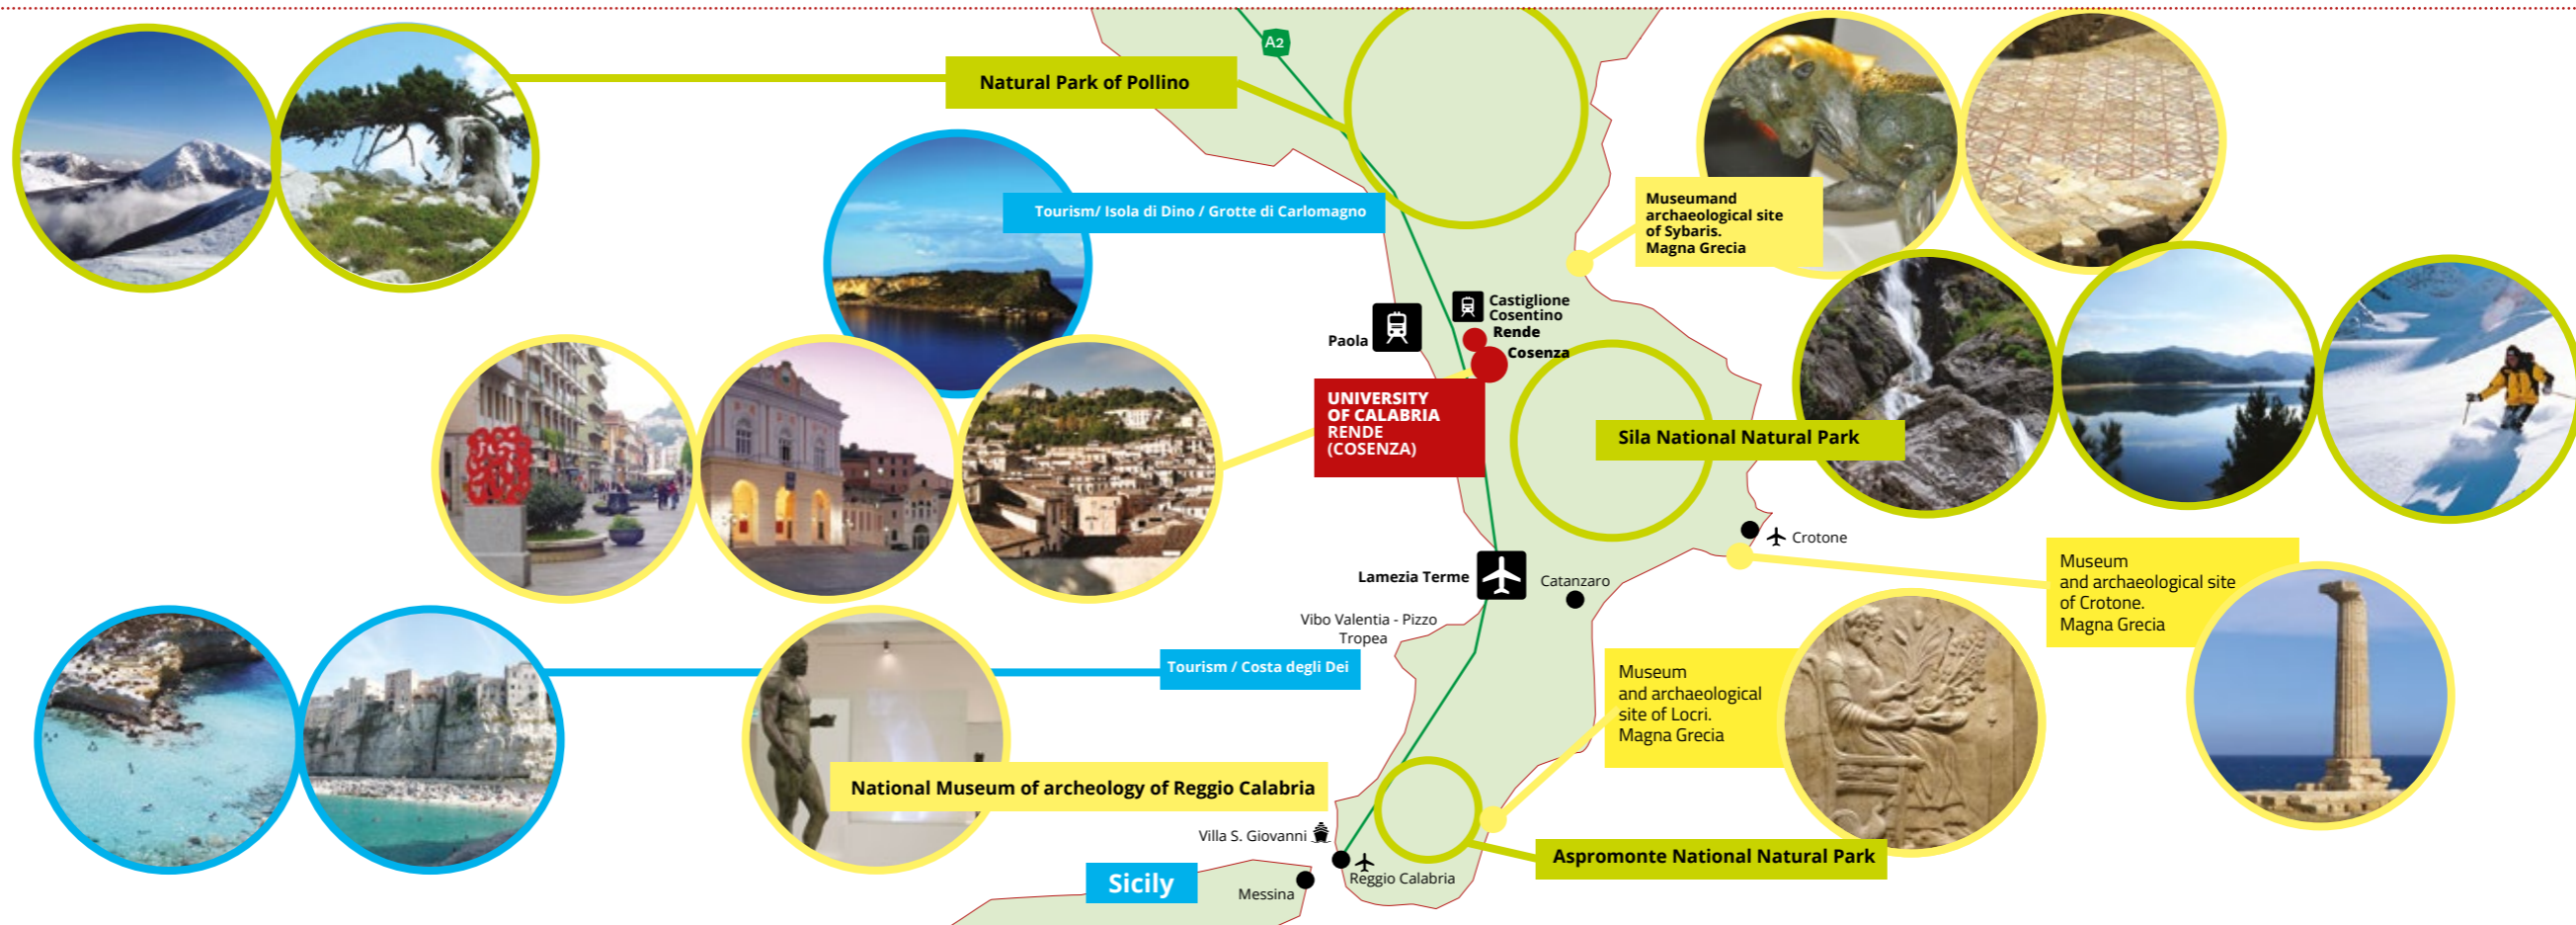 A2
Natural Park of Pollino
Tourism/ Isola di Dino / Grotte di Carlomagno
Museumand
archaeological site
of Sybaris.
Magna Grecia
Castiglione
Cosentino
Rende
Cosenza
Paola
UNIVERSITY
OF CALABRIA
RENDE
(COSENZA)
Sila National Natural Park
Crotone
Museum
and archaeological site
of Crotone.
Magna Grecia
Lamezia Terme
Catanzaro
Vibo Valentia - Pizzo
Tropea
Tourism / Costa degli Dei
Museum
and archaeological
site of Locri.
Magna Grecia
National Museum of archeology of Reggio Calabria
Villa S. Giovanni
Aspromonte National Natural Park
Reggio Calabria
Sicily
Messina